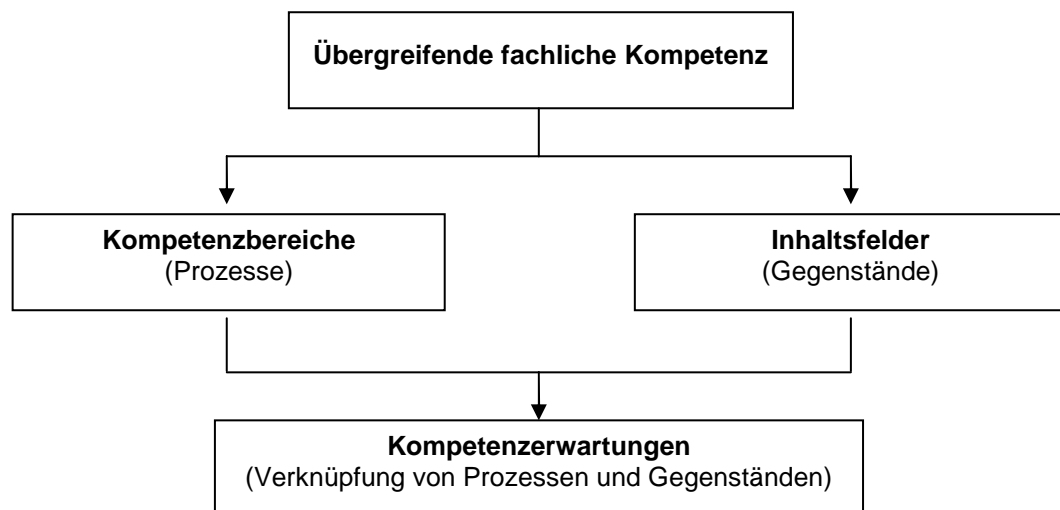 Übergreifende fachliche Kompetenz
Kompetenzbereiche
(Prozesse)
Inhaltsfelder
(Gegenstände)
Kompetenzerwartungen
(Verknüpfung von Prozessen und Gegenständen)